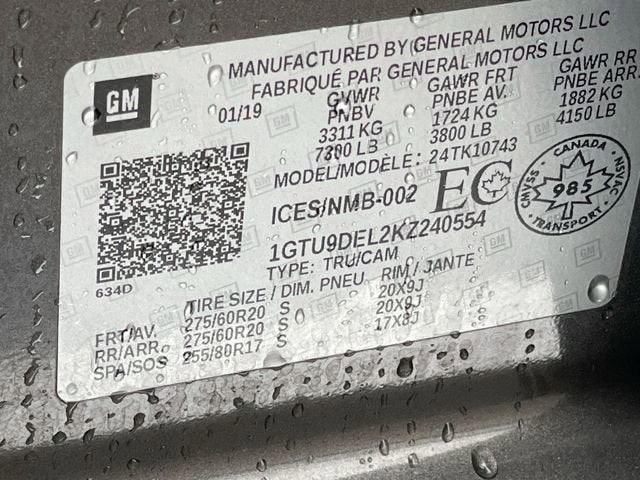 GM
MANUFACTURED BY GENERAL MOTORS LLC
FABRIQUÉ PAR GENERAL MOTORS LLC
01/19 GVWR GAWR FRT GAWR RR
PNBV PNBE AV. PNBE ARR.
3311 KG 1724 KG 1882 KG
7300 LB 3800 LB 4150 LB
MODEL/MODÈLE: 24TK10743
ICES/NMB-002 EC
CANADA
CMVSS 985 NSVAC
TRANSPORT
1GTU9DEL2KZ240554
TYPE: TRU/CAM
634D
TIRE SIZE / DIM. PNEU RIM / JANTE
FRT/AV. 275/60R20 S 20X9J
RR/ARR. 275/60R20 S 20X9J
SPA/SOS 255/80R17 S 17X8J